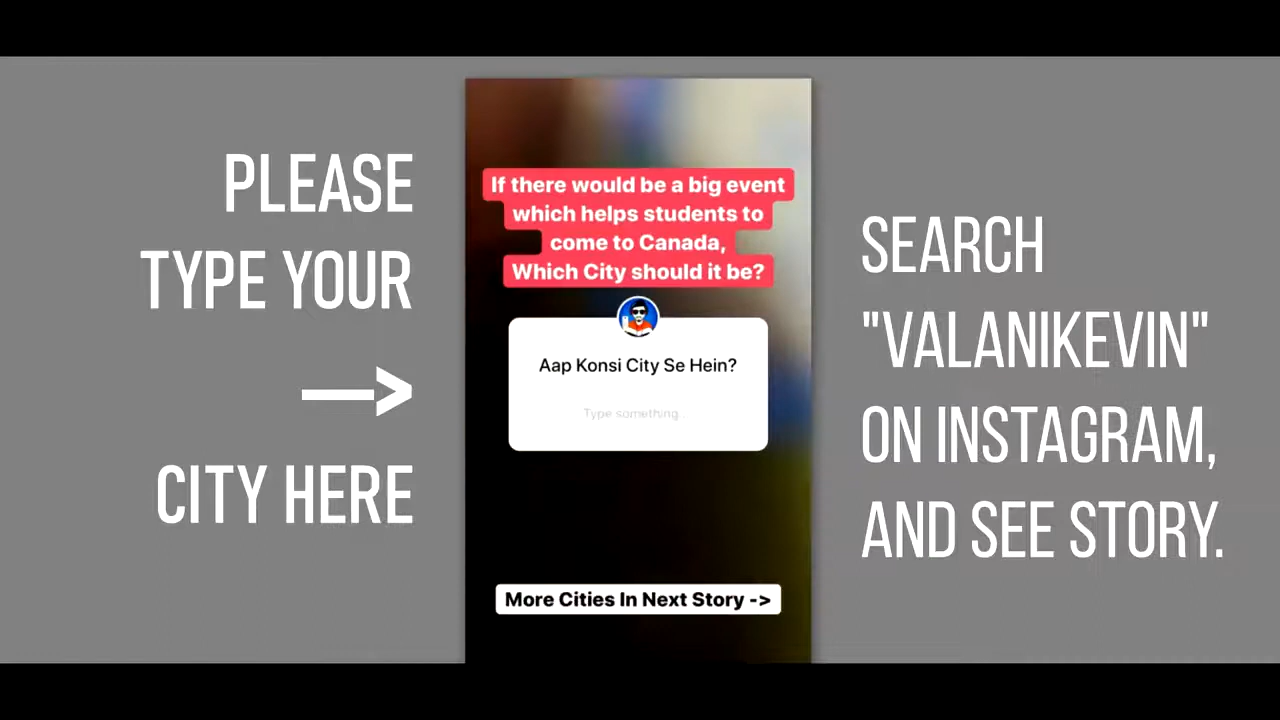 PLEASE
TYPE YOUR
—>
CITY HERE
If there would be a big event
which helps students to
come to Canada,
Which City should it be?
Aap Konsi City Se Hein?
Type something..
More Cities In Next Story ->
SEARCH
"VALANIKEVIN"
ON INSTAGRAM,
AND SEE STORY.